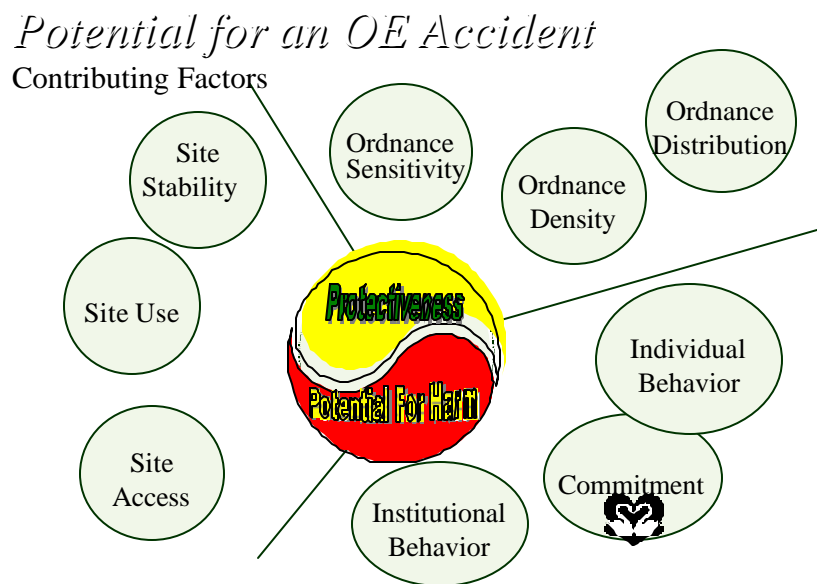 Potential for an OE Accident
Contributing Factors
Site
Stability
Ordnance
Sensitivity
Ordnance
Distribution
Ordnance
Density
Site Use
Protectiveness
Potential For Harm
Individual
Behavior
Site
Access
Commitment
Institutional
Behavior